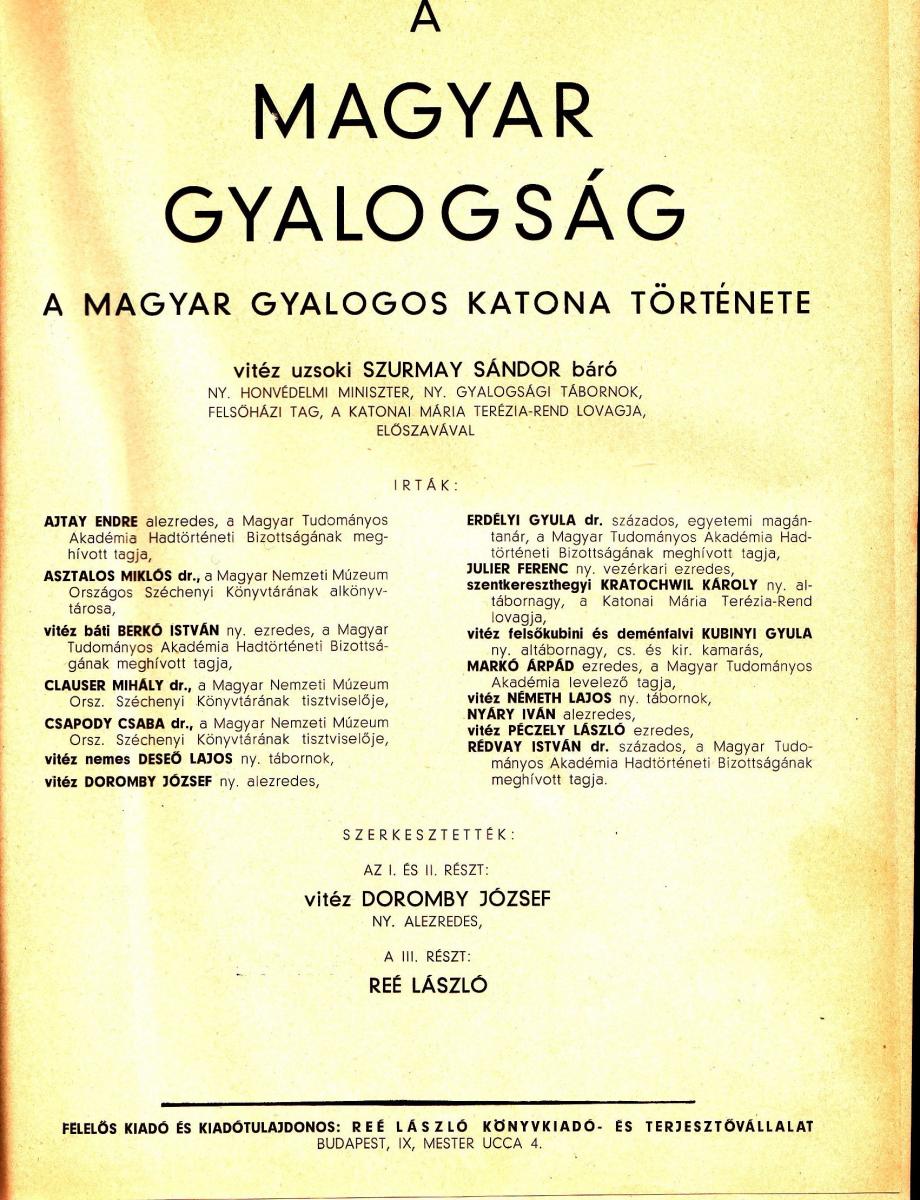 A
MAGYAR
GYALOGSÁG
A MAGYAR GYALOGOS KATONA TÖRTÉNETE
vitéz uzsoki SZURMAY SÁNDOR báró
NY. HONVÉDELMI MINISZTER, NY. GYALOGSÁGI TÁBORNOK,
FELSŐHÁZI TAG, A KATONAI MÁRIA TERÉZIA-REND LOVAGJA,
ELŐSZAVÁVAL
IRTÁK:
AJTAY ENDRE alezredes, a Magyar Tudományos
Akadémia Hadtörténeti Bizottságának meg-
hívott tagja,
ASZTALOS MIKLÓS dr., a Magyar Nemzeti Múzeum
Országos Széchenyi Könyvtárának alkönyv-
tárosa,
vitéz báti BERKÓ ISTVÁN ny. ezredes, a Magyar
Tudományos Akadémia Hadtörténeti Bizottsá-
gának meghívott tagja,
CLAUSER MIHÁLY dr., a Magyar Nemzeti Múzeum
Orsz. Széchenyi Könyvtárának tisztviselője,
CSAPODY CSABA dr., a Magyar Nemzeti Múzeum
Orsz. Széchenyi Könyvtárának tisztviselője,
vitéz nemes DESEŐ LAJOS ny. tábornok,
vitéz DOROMBY JÓZSEF ny. alezredes,
ERDÉLYI GYULA dr. százados, egyetemi magán-
tanár, a Magyar Tudományos Akadémia Had-
történeti Bizottságának meghívott tagja,
JULIER FERENC ny. vezérkari ezredes,
szentkereszthegyi KRATOCHWIL KÁROLY ny. al-
tábornagy, a Katonai Mária Terézia-Rend
lovagja,
vitéz felsőkubini és deménfalvi KUBINYI GYULA
ny. altábornagy, cs. és kir. kamarás,
MARKÓ ÁRPÁD ezredes, a Magyar Tudományos
Akadémia levelező tagja,
vitéz NÉMETH LAJOS ny. tábornok,
NYÁRY IVÁN alezredes,
vitéz PÉCZELY LÁSZLÓ ezredes,
RÉDVAY ISTVÁN dr. százados, a Magyar Tudo-
mányos Akadémia Hadtörténeti Bizottságának
meghívott tagja.
SZERKESZTETTÉK:
AZ I. ÉS II. RÉSZT:
vitéz DOROMBY JÓZSEF
NY. ALEZREDES,
A III. RÉSZT:
REÉ LÁSZLÓ
FELELŐS KIADÓ ÉS KIADÓTULAJDONOS: REÉ LÁSZLÓ KÖNYVKIADÓ- ÉS TERJESZTŐVÁLLALAT
BUDAPEST, IX, MESTER UCCA 4.